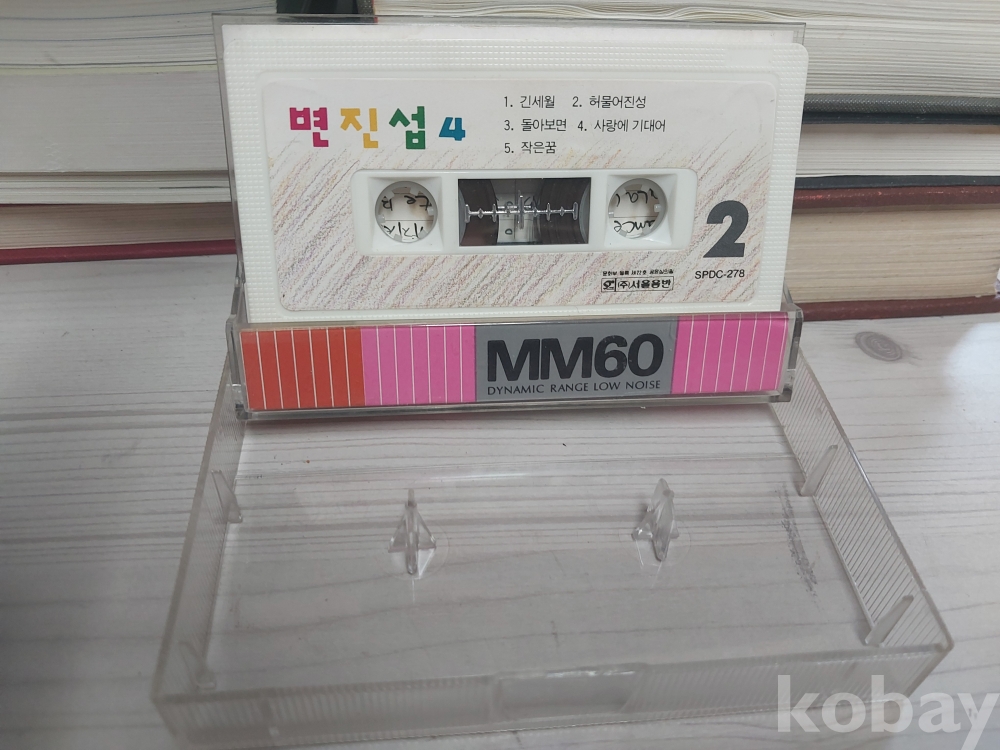 변진섭 4
1. 긴세월 2. 허물어진성
3. 돌아보면 4. 사랑에 기대어
5. 작은꿈
2
SPDC-278
(주)서울음반
MM60
DYNAMIC RANGE LOW NOISE
kobay